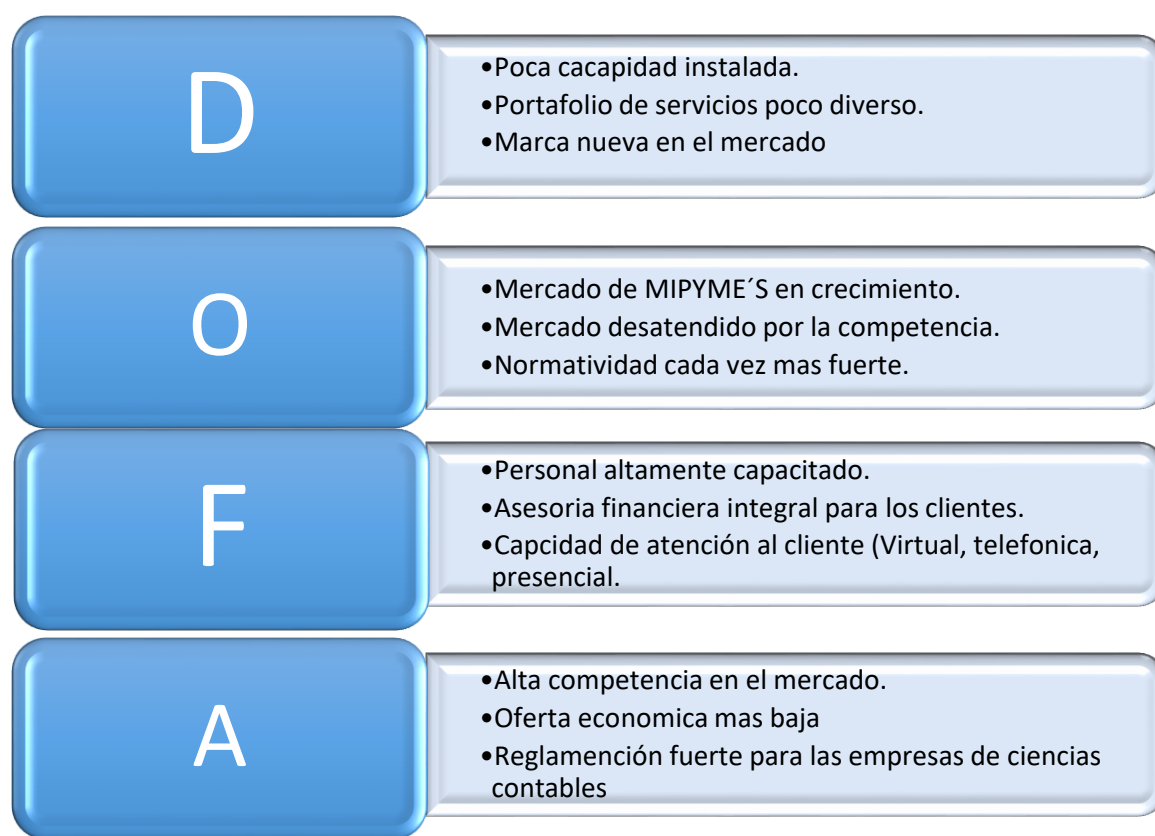 D
•Poca cacapidad instalada.
•Portafolio de servicios poco diverso.
•Marca nueva en el mercado
O
•Mercado de MIPYME´S en crecimiento.
•Mercado desatendido por la competencia.
•Normatividad cada vez mas fuerte.
F
•Personal altamente capacitado.
•Asesoria financiera integral para los clientes.
•Capcidad de atención al cliente (Virtual, telefonica,
presencial.
A
•Alta competencia en el mercado.
•Oferta economica mas baja
•Reglamención fuerte para las empresas de ciencias
contables